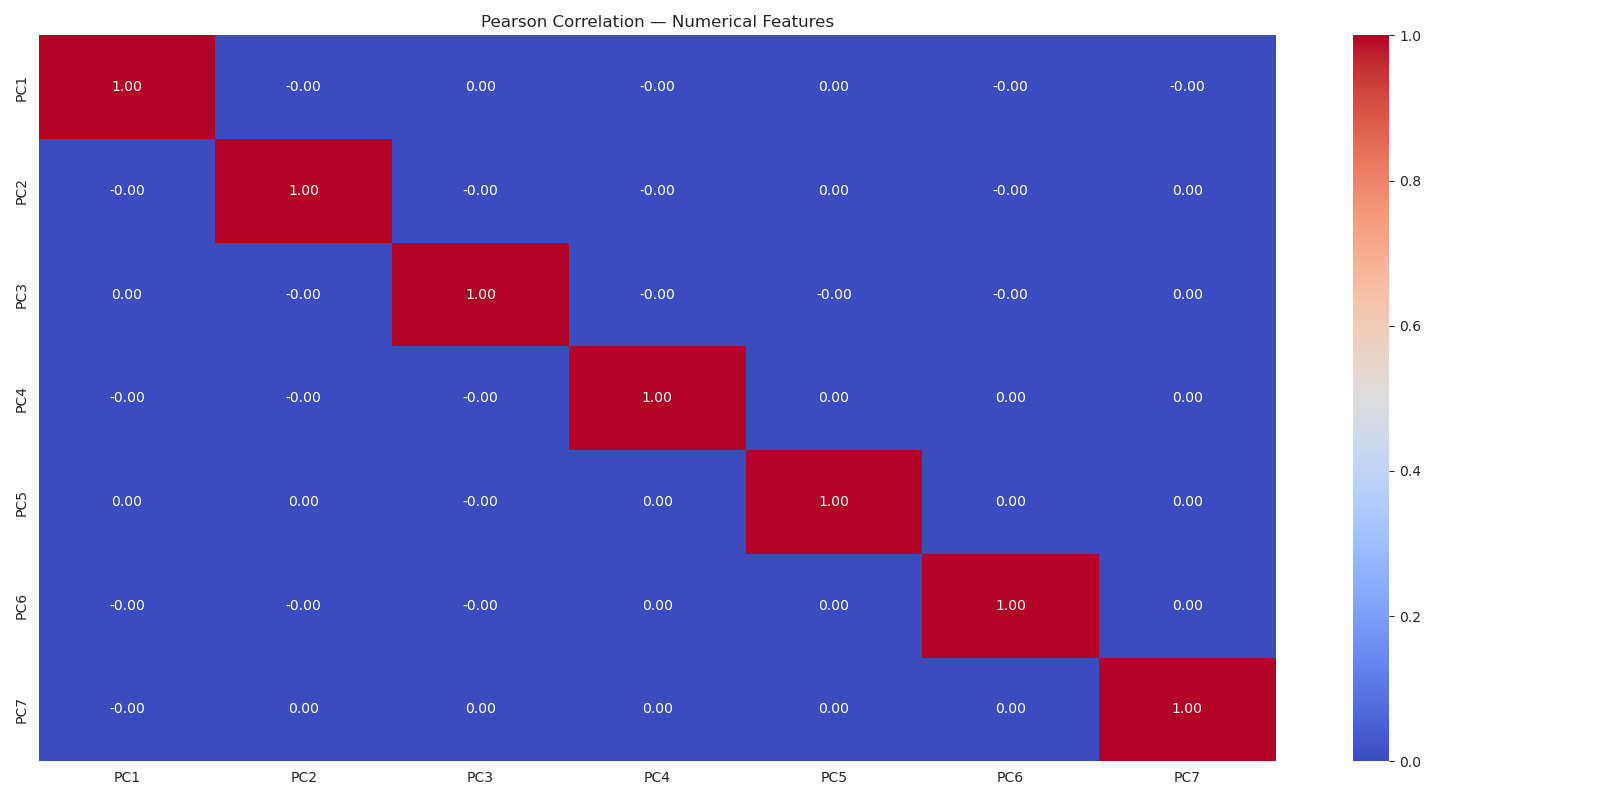 Pearson Correlation — Numerical Features
PC1 1.00 -0.00 0.00 -0.00 0.00 -0.00 -0.00
PC2 -0.00 1.00 -0.00 -0.00 0.00 -0.00 0.00
PC3 0.00 -0.00 1.00 -0.00 -0.00 -0.00 0.00
PC4 -0.00 -0.00 -0.00 1.00 0.00 0.00 0.00
PC5 0.00 0.00 -0.00 0.00 1.00 0.00 0.00
PC6 -0.00 -0.00 -0.00 0.00 0.00 1.00 0.00
PC7 -0.00 0.00 0.00 0.00 0.00 0.00 1.00
PC1 PC2 PC3 PC4 PC5 PC6 PC7
1.0
0.8
0.6
0.4
0.2
0.0